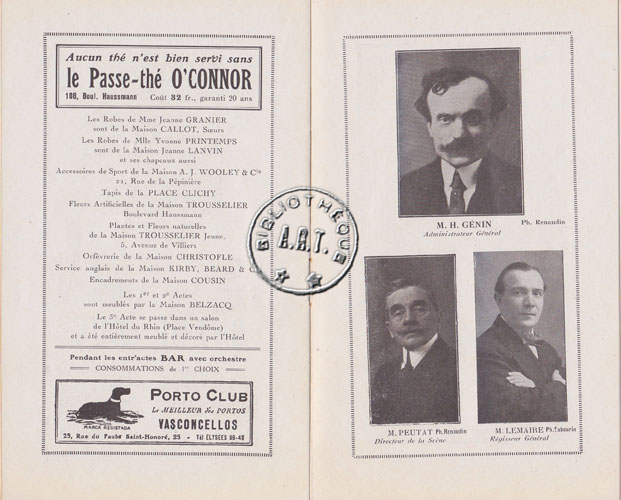 Aucun thé n'est bien servi sans
le Passe-thé O'CONNOR
108, Boul. Haussmann Coût 32 fr., garanti 20 ans
Les Robes de Mme Jeanne GRANIER
sont de la Maison CALLOT, Sœurs
Les Robes de Mlle Yvonne PRINTEMPS
sont de la Maison Jeanne LANVIN
et ses chapeaux aussi
Accessoires de Sport de la Maison A. J. WOOLEY & Cie
21, Rue de la Pépinière
Tapis de la PLACE CLICHY
Fleurs Artificielles de la Maison TROUSSELIER
Boulevard Haussmann
Plantes et Fleurs naturelles
de la Maison TROUSSELIER Jeune,
5, Avenue de Villiers
Orfèvrerie de la Maison CHRISTOFLE
Service anglais de la Maison KIRBY, BEARD & C
Encadrements de la Maison COUSIN
Les 1er et 2e Actes
sont meublés par la Maison BELZACQ
Le 3e Acte se passe dans un salon
de l'Hôtel du Rhin (Place Vendôme)
et a été entièrement meublé et décoré par l'Hôtel
Pendant les entr'actes BAR avec orchestre
CONSOMMATIONS de 1er CHOIX
PORTO CLUB
Le MEILLEUR des PORTOS
VASCONCELLOS
MARCA REGISTADA
25, Rue du Faubg Saint-Honoré, 25 - Tél ELYSÉES 06-48
BIBLIOTHÈQUE
A.R.T.
M. H. GÉNIN Ph. Renaudin
Administrateur Général
M. PEUTAT Ph. Renaudin
Directeur de la Scène
M. LEMAIRE Ph.
Régisseur Général